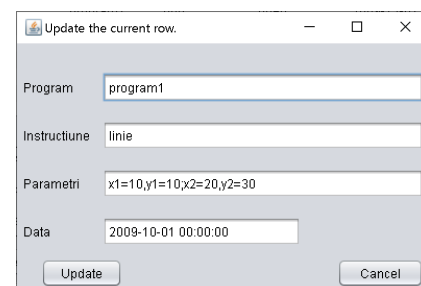 Update the current row.
Program program1
Instructiune linie
Parametri x1=10,y1=10;x2=20,y2=30
Data 2009-10-01 00:00:00
Update Cancel